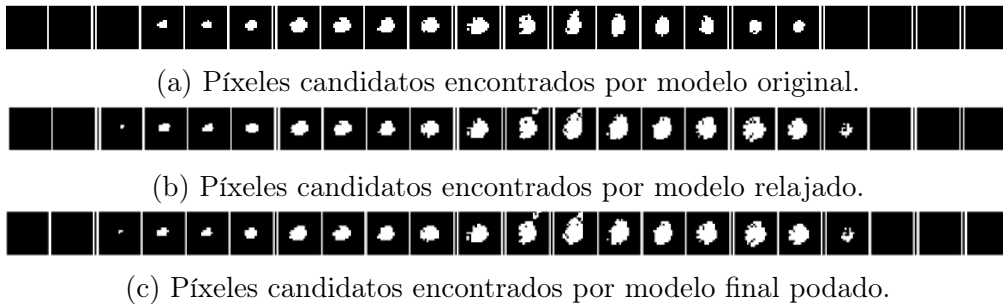 (a) Píxeles candidatos encontrados por modelo original.
(b) Píxeles candidatos encontrados por modelo relajado.
(c) Píxeles candidatos encontrados por modelo final podado.